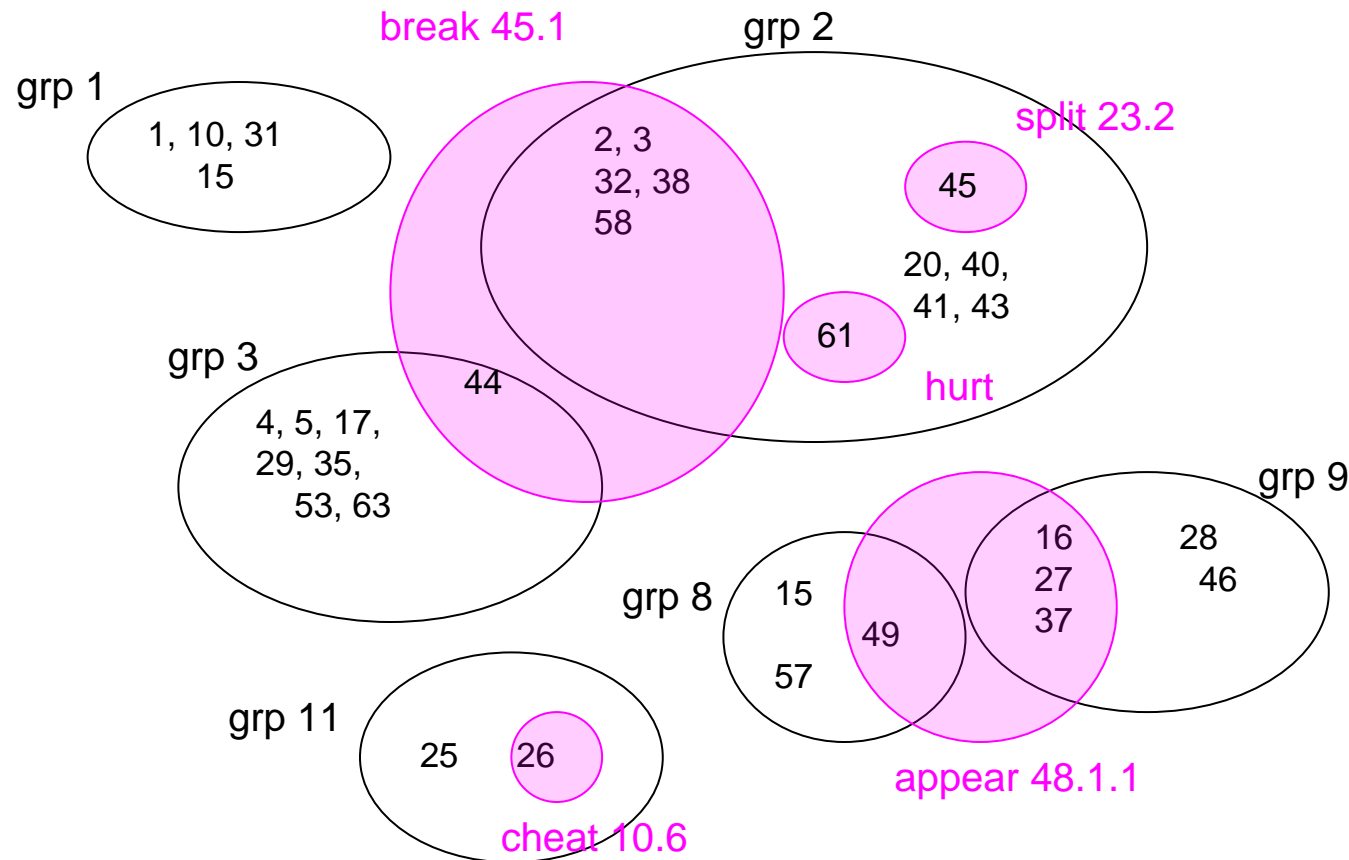 break 45.1
grp 2
grp 1
1, 10, 31
15
2, 3
32, 38
58
split 23.2
45
20, 40,
41, 43
61
hurt
grp 3
44
4, 5, 17,
29, 35,
53, 63
grp 9
16
27
37
28
46
grp 8
15
49
57
appear 48.1.1
grp 11
25
26
cheat 10.6